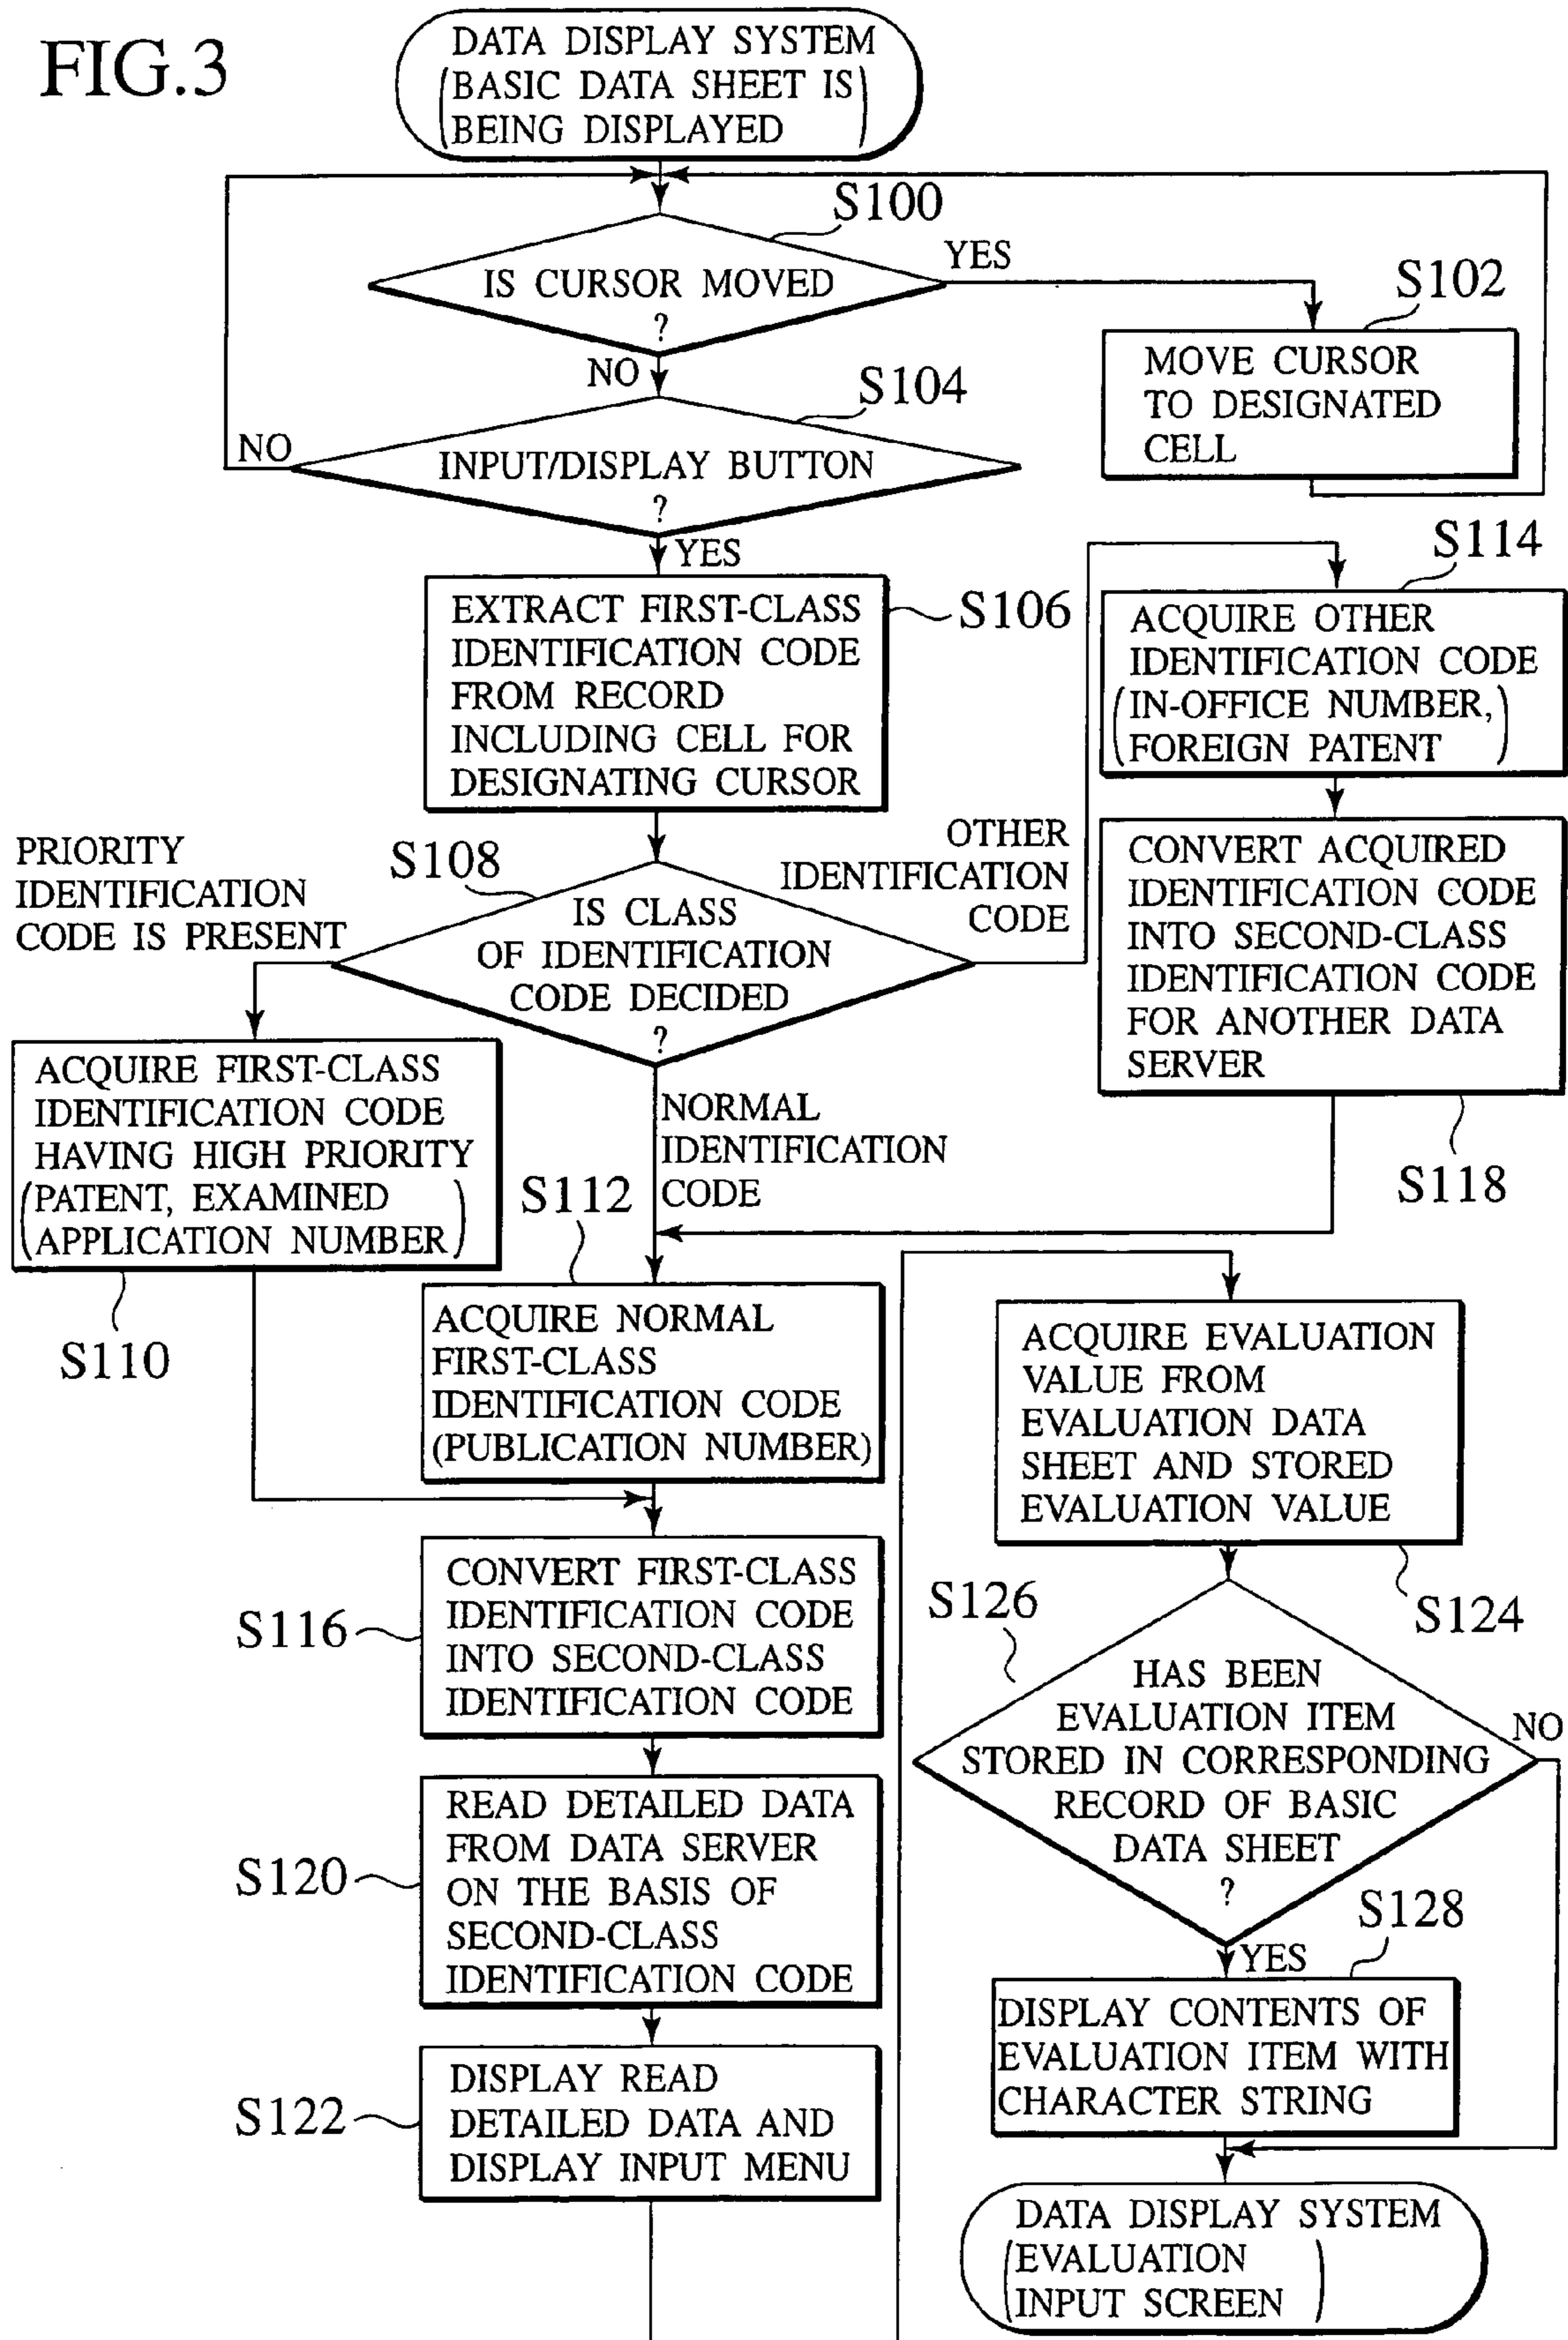 FIG.3
DATA DISPLAY SYSTEM
(BASIC DATA SHEET IS
BEING DISPLAYED)
S100
IS CURSOR MOVED
?
YES
S102
MOVE CURSOR
TO DESIGNATED
CELL
NO
S104
INPUT/DISPLAY BUTTON
?
NO
YES
S106
EXTRACT FIRST-CLASS
IDENTIFICATION CODE
FROM RECORD
INCLUDING CELL FOR
DESIGNATING CURSOR
S114
ACQUIRE OTHER
IDENTIFICATION CODE
(IN-OFFICE NUMBER,
FOREIGN PATENT)
S108
IS CLASS
OF IDENTIFICATION
CODE DECIDED
?
PRIORITY
IDENTIFICATION
CODE IS PRESENT
OTHER
IDENTIFICATION
CODE
CONVERT ACQUIRED
IDENTIFICATION CODE
INTO SECOND-CLASS
IDENTIFICATION CODE
FOR ANOTHER DATA
SERVER
S118
ACQUIRE FIRST-CLASS
IDENTIFICATION CODE
HAVING HIGH PRIORITY
(PATENT, EXAMINED
APPLICATION NUMBER)
S110
NORMAL
IDENTIFICATION
CODE
S112
ACQUIRE NORMAL
FIRST-CLASS
IDENTIFICATION CODE
(PUBLICATION NUMBER)
S116
CONVERT FIRST-CLASS
IDENTIFICATION CODE
INTO SECOND-CLASS
IDENTIFICATION CODE
S120
READ DETAILED DATA
FROM DATA SERVER
ON THE BASIS OF
SECOND-CLASS
IDENTIFICATION CODE
S122
DISPLAY READ
DETAILED DATA AND
DISPLAY INPUT MENU
ACQUIRE EVALUATION
VALUE FROM
EVALUATION DATA
SHEET AND STORED
EVALUATION VALUE
S124
S126
HAS BEEN
EVALUATION ITEM
STORED IN CORRESPONDING
RECORD OF BASIC
DATA SHEET
?
NO
YES
S128
DISPLAY CONTENTS OF
EVALUATION ITEM WITH
CHARACTER STRING
DATA DISPLAY SYSTEM
(EVALUATION
INPUT SCREEN)